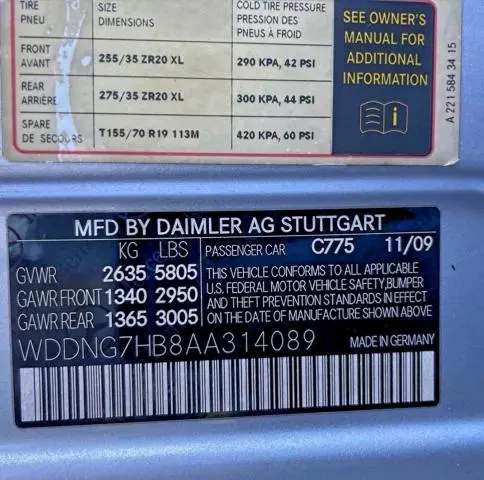 TIRE SIZE COLD TIRE PRESSURE
PNEU DIMENSIONS PRESSION DES
PNEUS À FROID
FRONT
AVANT 255/35 ZR20 XL 290 KPA, 42 PSI
REAR
ARRIÈRE 275/35 ZR20 XL 300 KPA, 44 PSI
SPARE
DE SECOURS T155/70 R19 113M 420 KPA, 60 PSI
SEE OWNER'S
MANUAL FOR
ADDITIONAL
INFORMATION
i
A 221 584 34 15
MFD BY DAIMLER AG STUTTGART
KG LBS PASSENGER CAR C775 11/09
GVWR 2635 5805
GAWR FRONT 1340 2950
GAWR REAR 1365 3005
THIS VEHICLE CONFORMS TO ALL APPLICABLE
U.S. FEDERAL MOTOR VEHICLE SAFETY,BUMPER
AND THEFT PREVENTION STANDARDS IN EFFECT
ON THE DATE OF MANUFACTURE SHOWN ABOVE
WDDNG7HB8AA314089 MADE IN GERMANY